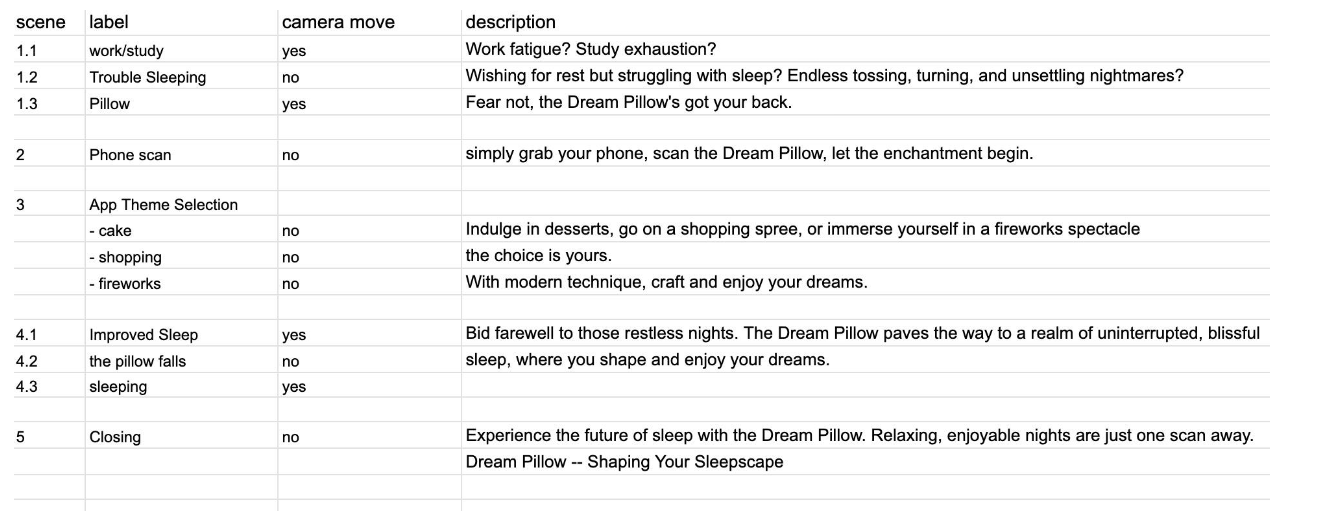 scene label camera move description
1.1 work/study yes Work fatigue? Study exhaustion?
1.2 Trouble Sleeping no Wishing for rest but struggling with sleep? Endless tossing, turning, and unsettling nightmares?
1.3 Pillow yes Fear not, the Dream Pillow's got your back.
2 Phone scan no simply grab your phone, scan the Dream Pillow, let the enchantment begin.
3 App Theme Selection
- cake no Indulge in desserts, go on a shopping spree, or immerse yourself in a fireworks spectacle
- shopping no the choice is yours.
- fireworks no With modern technique, craft and enjoy your dreams.
4.1 Improved Sleep yes Bid farewell to those restless nights. The Dream Pillow paves the way to a realm of uninterrupted, blissful
4.2 the pillow falls no sleep, where you shape and enjoy your dreams.
4.3 sleeping yes
5 Closing no Experience the future of sleep with the Dream Pillow. Relaxing, enjoyable nights are just one scan away.
Dream Pillow -- Shaping Your Sleepscape